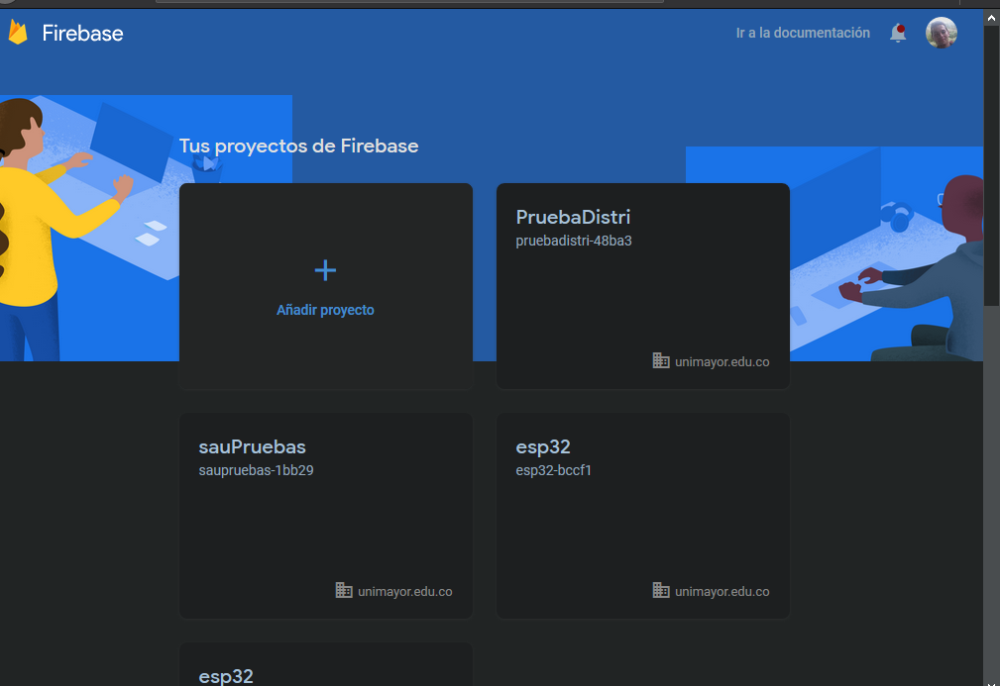 Firebase
Ir a la documentación
Tus proyectos de Firebase
Añadir proyecto
PruebaDistri
pruebadistri-48ba3
unimayor.edu.co
sauPruebas
saupruebas-1bb29
unimayor.edu.co
esp32
esp32-bccf1
unimayor.edu.co
esp32